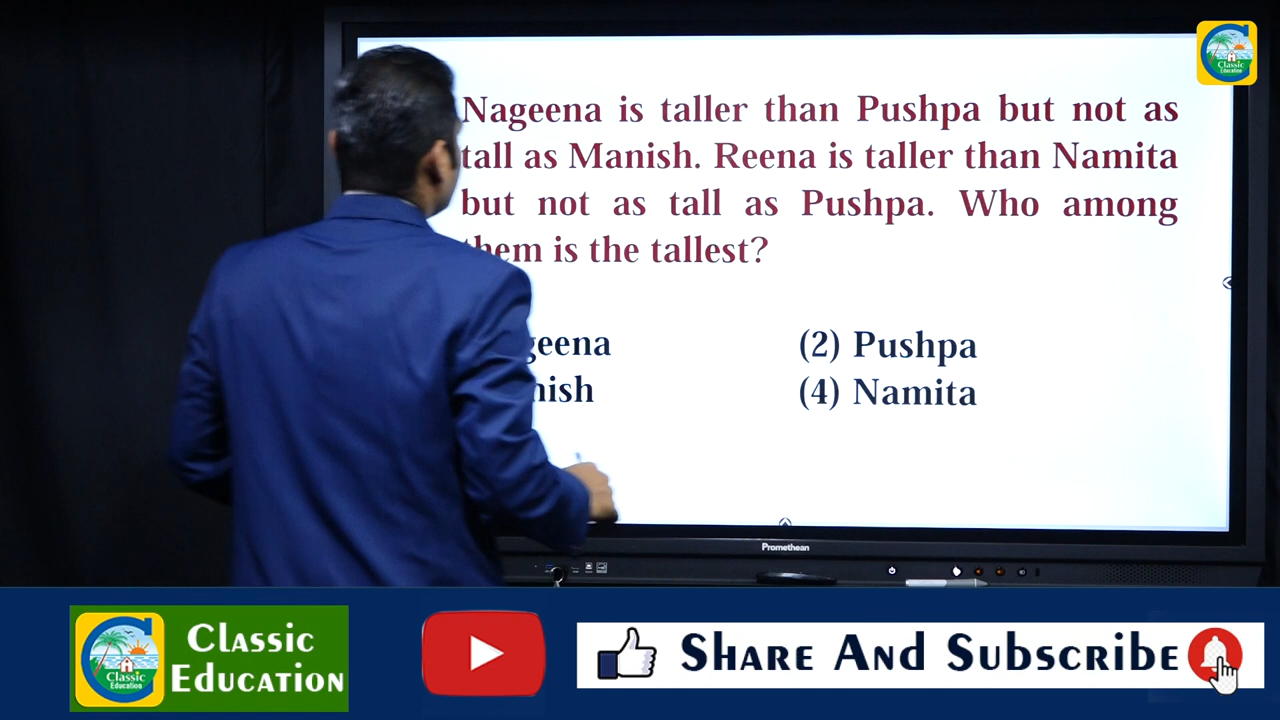 Classic
Education
Nageena is taller than Pushpa but not as
tall as Manish. Reena is taller than Namita
but not as tall as Pushpa. Who among
them is the tallest?
geena (2) Pushpa
nish (4) Namita
Promethean
Classic
Education
Classic
Education
Share And Subscribe